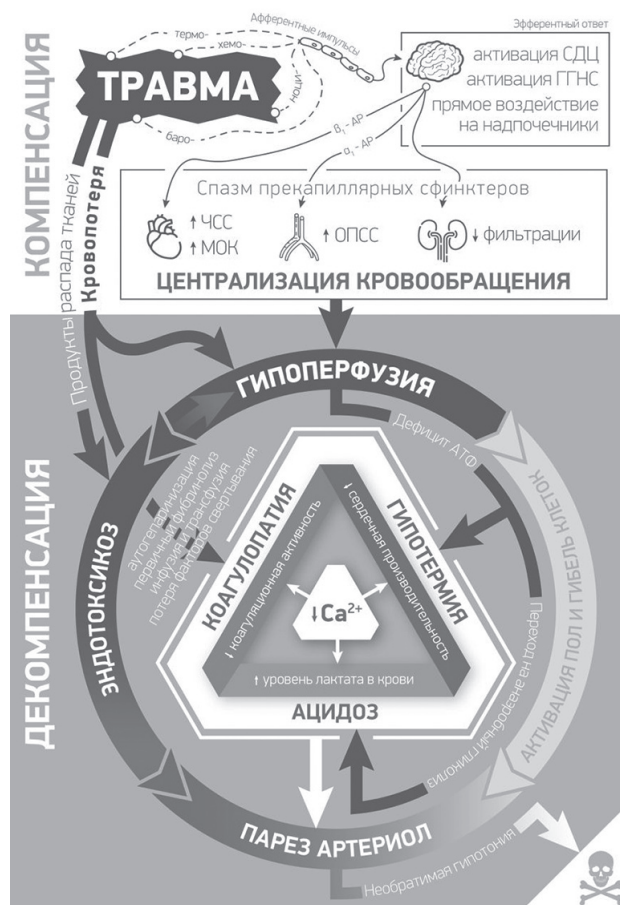 КОМПЕНСАЦИЯ
ТРАВМА
термо-
хемо-
ноци-
баро-
Афферентные импульсы
Эфферентный ответ
активация СДЦ
активация ГГНС
прямое воздействие
на надпочечники
β₁ - АР
α₁ - АР
Продукты распада тканей
Кровопотеря
Спазм прекапиллярных сфинктеров
↑ ЧСС
↑ МОК
↑ ОПСС
↓ фильтрации
ЦЕНТРАЛИЗАЦИЯ КРОВООБРАЩЕНИЯ
ДЕКОМПЕНСАЦИЯ
ГИПОПЕРФУЗИЯ
Дефицит АТФ
АКТИВАЦИЯ ПОЛ И ГИБЕЛЬ КЛЕТОК
Переход на анаэробный гликолиз
ЭНДОТОКСИКОЗ
аутогепаринизация
первичный фибринолиз
инфузия и трансфузия
потеря факторов свертывания
КОАГУЛОПАТИЯ
↓ коагуляционная активность
ГИПОТЕРМИЯ
↓ сердечная производительность
↓Ca²⁺
↑ уровень лактата в крови
АЦИДОЗ
ПАРЕЗ АРТЕРИОЛ
Необратимая гипотония